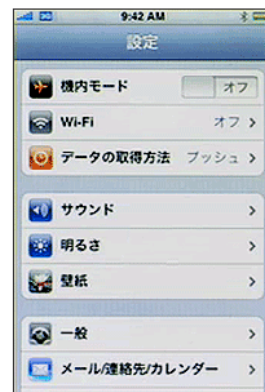 3G 9:42 AM
設定
機内モード オフ
Wi-Fi オフ
データの取得方法 プッシュ
サウンド
明るさ
壁紙
一般
メール/連絡先/カレンダー